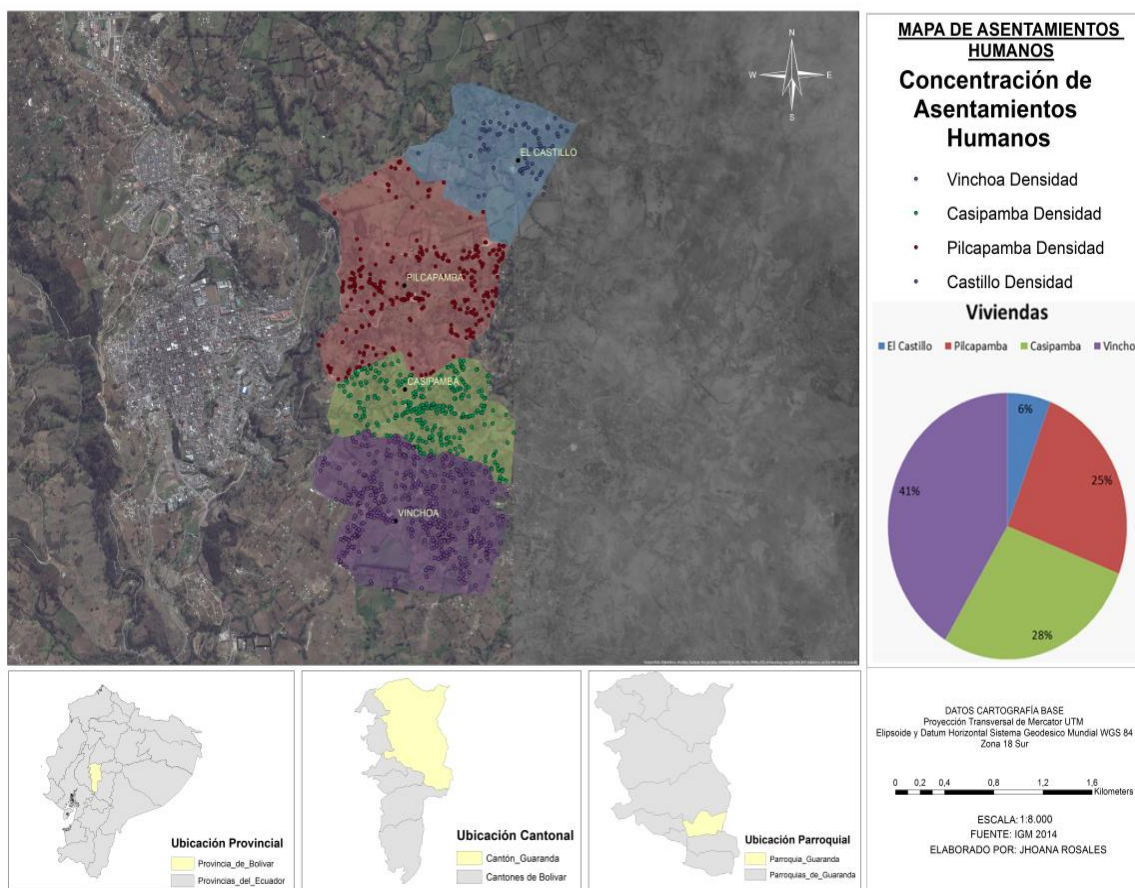 N
W
E
S
EL CASTILLO
PILCAPAMBA
CASIPAMBA
VINCHOA
MAPA DE ASENTAMIENTOS
HUMANOS
Concentración de
Asentamientos
Humanos
Vinchoa Densidad
Casipamba Densidad
Pilcapamba Densidad
Castillo Densidad
Viviendas
El Castillo
Pilcapamba
Casipamba
Vincho
6%
25%
28%
41%
Ubicación Provincial
Provincia_de_Bolivar
Provincias_del_Ecuador
Ubicación Cantonal
Cantón_Guaranda
Cantones de Bolivar
Ubicación Parroquial
Parroquia_Guaranda
Parroquias_de_Guaranda
DATOS CARTOGRAFÍA BASE
Proyección Transversal de Mercator UTM
Elipsoide y Datum Horizontal Sistema Geodesico Mundial WGS 84
Zona 18 Sur
0 0,2 0,4 0,8 1,2 1,6
Kilometers
ESCALA: 1:8.000
FUENTE: IGM 2014
ELABORADO POR: JHOANA ROSALES